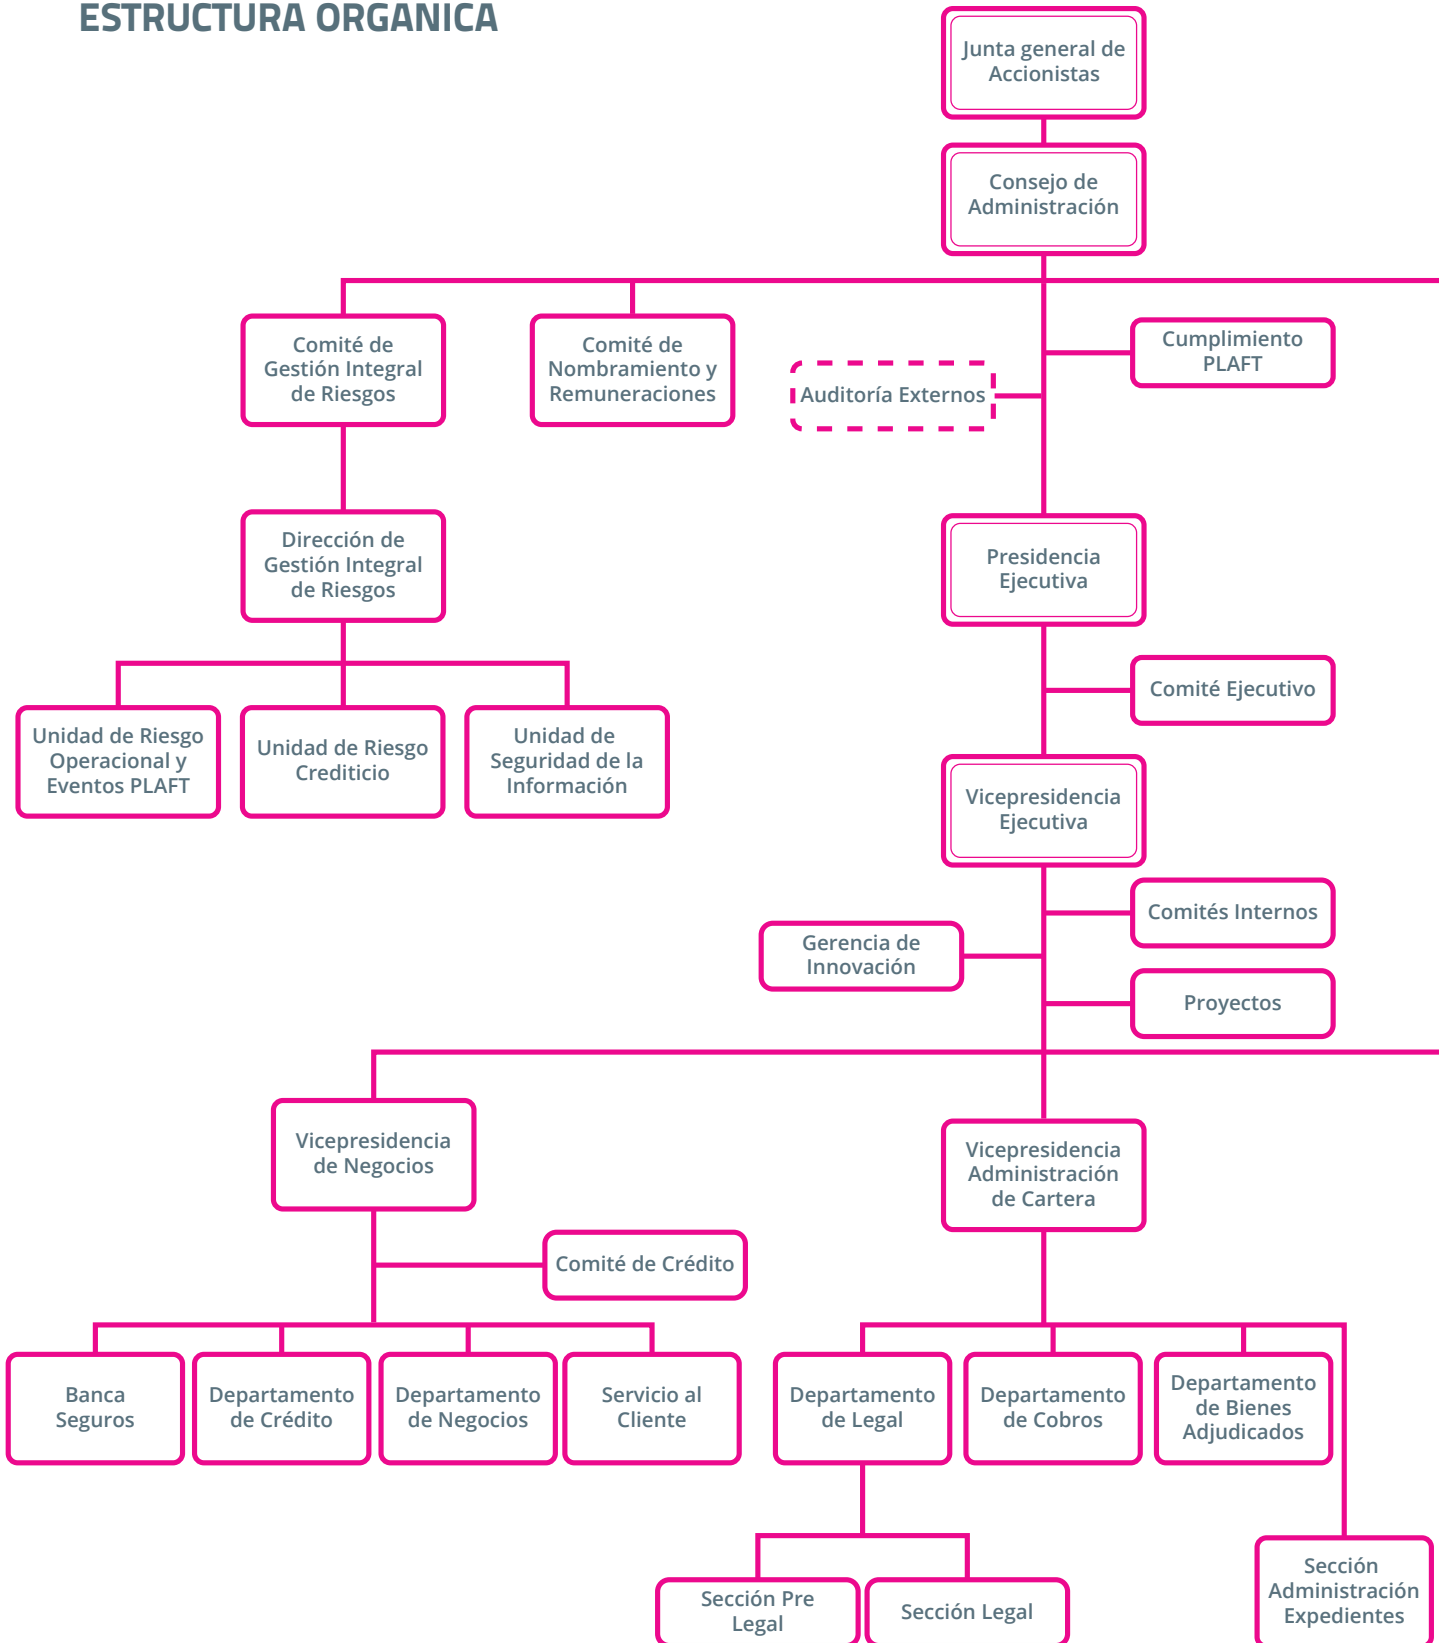 ESTRUCTURA ORGANICA
Junta general de
Accionistas
Consejo de
Administración
Comité de
Gestión Integral
de Riesgos
Comité de
Nombramiento y
Remuneraciones
Auditoría Externos
Cumplimiento
PLAFT
Dirección de
Gestión Integral
de Riesgos
Presidencia
Ejecutiva
Comité Ejecutivo
Unidad de Riesgo
Operacional y
Eventos PLAFT
Unidad de Riesgo
Crediticio
Unidad de
Seguridad de la
Información
Vicepresidencia
Ejecutiva
Comités Internos
Gerencia de
Innovación
Proyectos
Vicepresidencia
de Negocios
Vicepresidencia
Administración
de Cartera
Comité de Crédito
Banca
Seguros
Departamento
de Crédito
Departamento
de Negocios
Servicio al
Cliente
Departamento
de Legal
Departamento
de Cobros
Departamento
de Bienes
Adjudicados
Sección Pre
Legal
Sección Legal
Sección
Administración
Expedientes